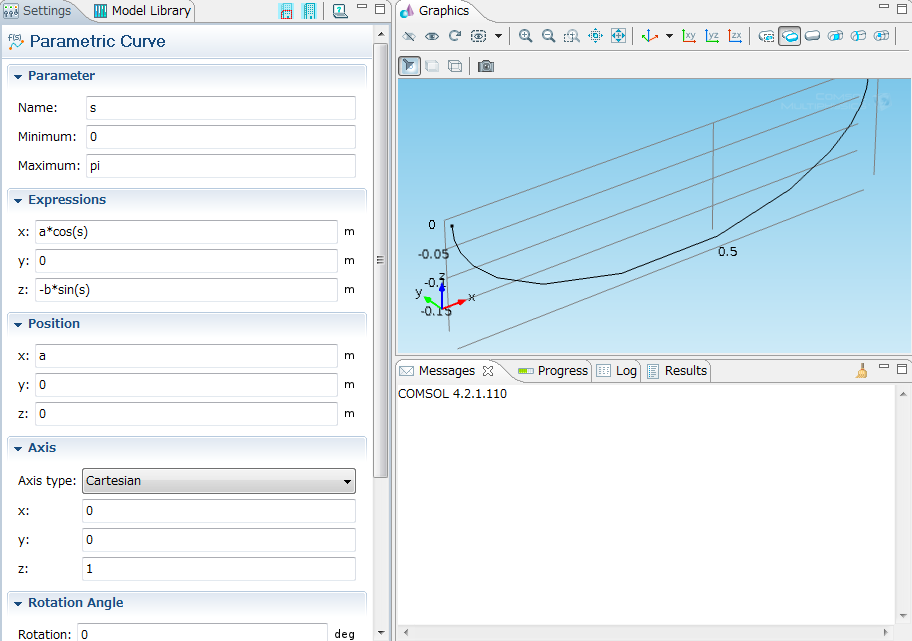 Settings Model Library
f(s) Parametric Curve
Parameter
Name: s
Minimum: 0
Maximum: pi
Expressions
x: a*cos(s) m
y: 0 m
z: -b*sin(s) m
Position
x: a m
y: 0 m
z: 0 m
Axis
Axis type: Cartesian
x: 0
y: 0
z: 1
Rotation Angle
Rotation: 0 deg
Graphics
xy yz zx
0
-0.05
0.5
z
y
x
-0.15
Messages Progress Log Results
COMSOL 4.2.1.110